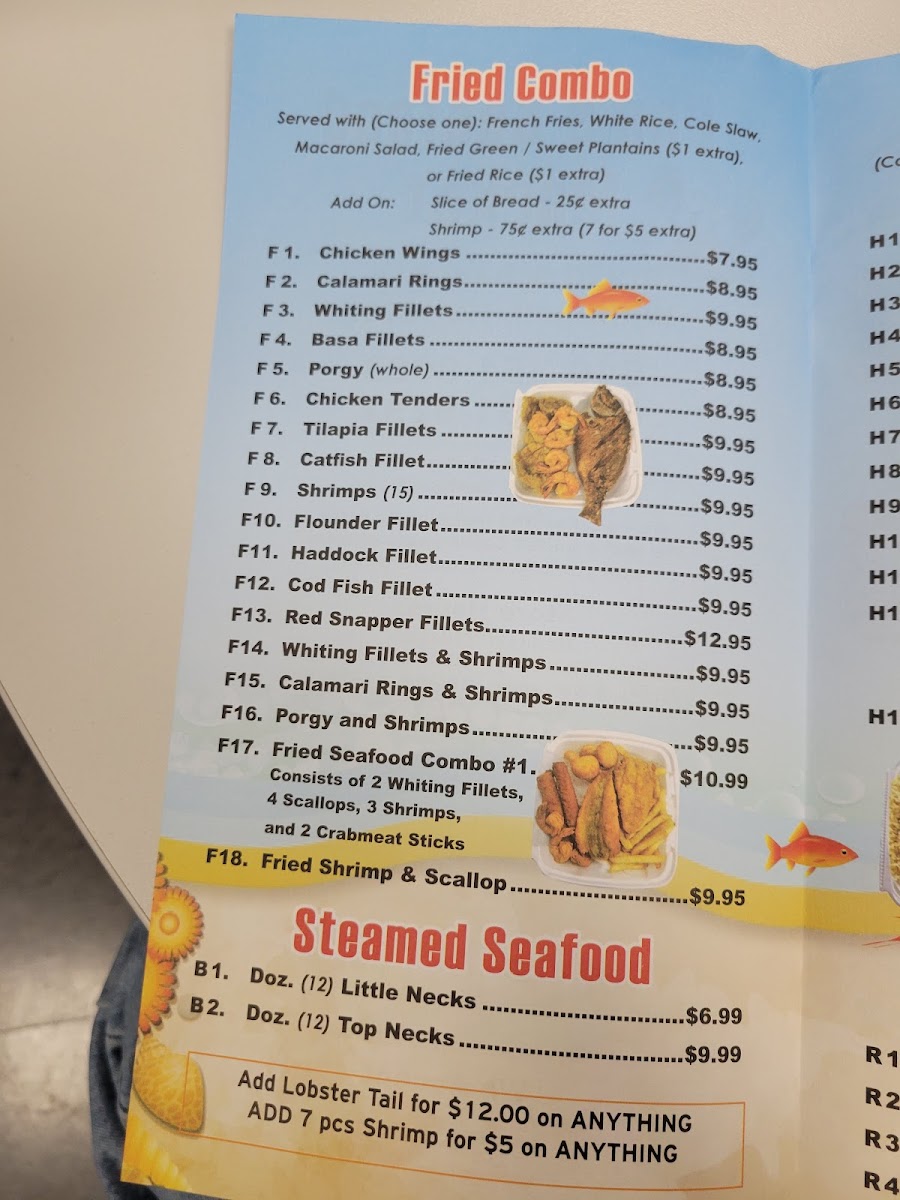 Fried Combo
Served with (Choose one): French Fries, White Rice, Cole Slaw,
Macaroni Salad, Fried Green / Sweet Plantains ($1 extra),
or Fried Rice ($1 extra)
Add On: Slice of Bread - 25¢ extra
Shrimp - 75¢ extra (7 for $5 extra)
F 1. Chicken Wings ........ $7.95
F 2. Calamari Rings ........ $8.95
F 3. Whiting Fillets ........ $9.95
F 4. Basa Fillets ........ $8.95
F 5. Porgy (whole) ........ $8.95
F 6. Chicken Tenders ........ $8.95
F 7. Tilapia Fillets ........ $9.95
F 8. Catfish Fillet ........ $9.95
F 9. Shrimps (15) ........ $9.95
F10. Flounder Fillet ........ $9.95
F11. Haddock Fillet ........ $9.95
F12. Cod Fish Fillet ........ $9.95
F13. Red Snapper Fillets ........ $12.95
F14. Whiting Fillets & Shrimps ........ $9.95
F15. Calamari Rings & Shrimps ........ $9.95
F16. Porgy and Shrimps ........ $9.95
F17. Fried Seafood Combo #1. $10.99
Consists of 2 Whiting Fillets,
4 Scallops, 3 Shrimps,
and 2 Crabmeat Sticks
F18. Fried Shrimp & Scallop ........ $9.95
Steamed Seafood
B1. Doz. (12) Little Necks ........ $6.99
B2. Doz. (12) Top Necks ........ $9.99
Add Lobster Tail for $12.00 on ANYTHING
ADD 7 pcs Shrimp for $5 on ANYTHING
H1
H2
H3
H4
H5
H6
H7
H8
H9
H1
H1
H1
H1
R1
R2
R3
R4